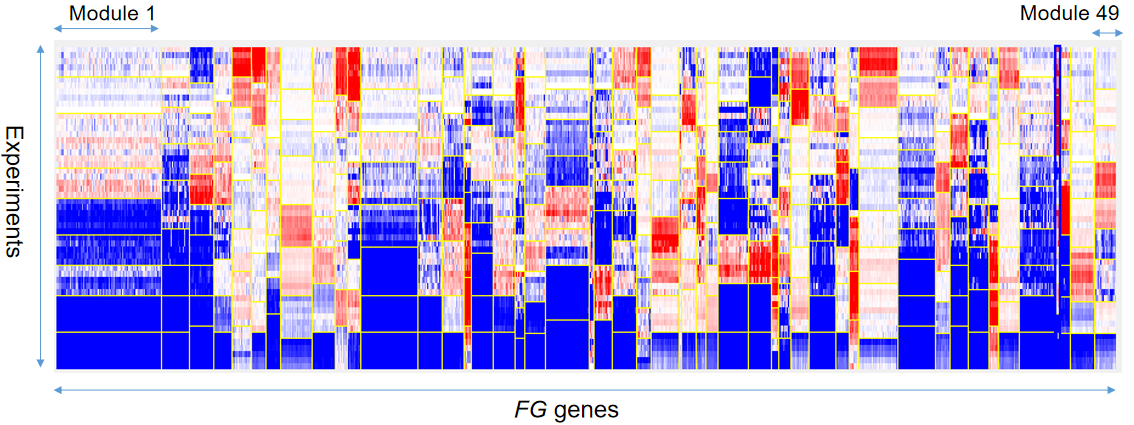 Module 1
Module 49
Experiments
FG genes